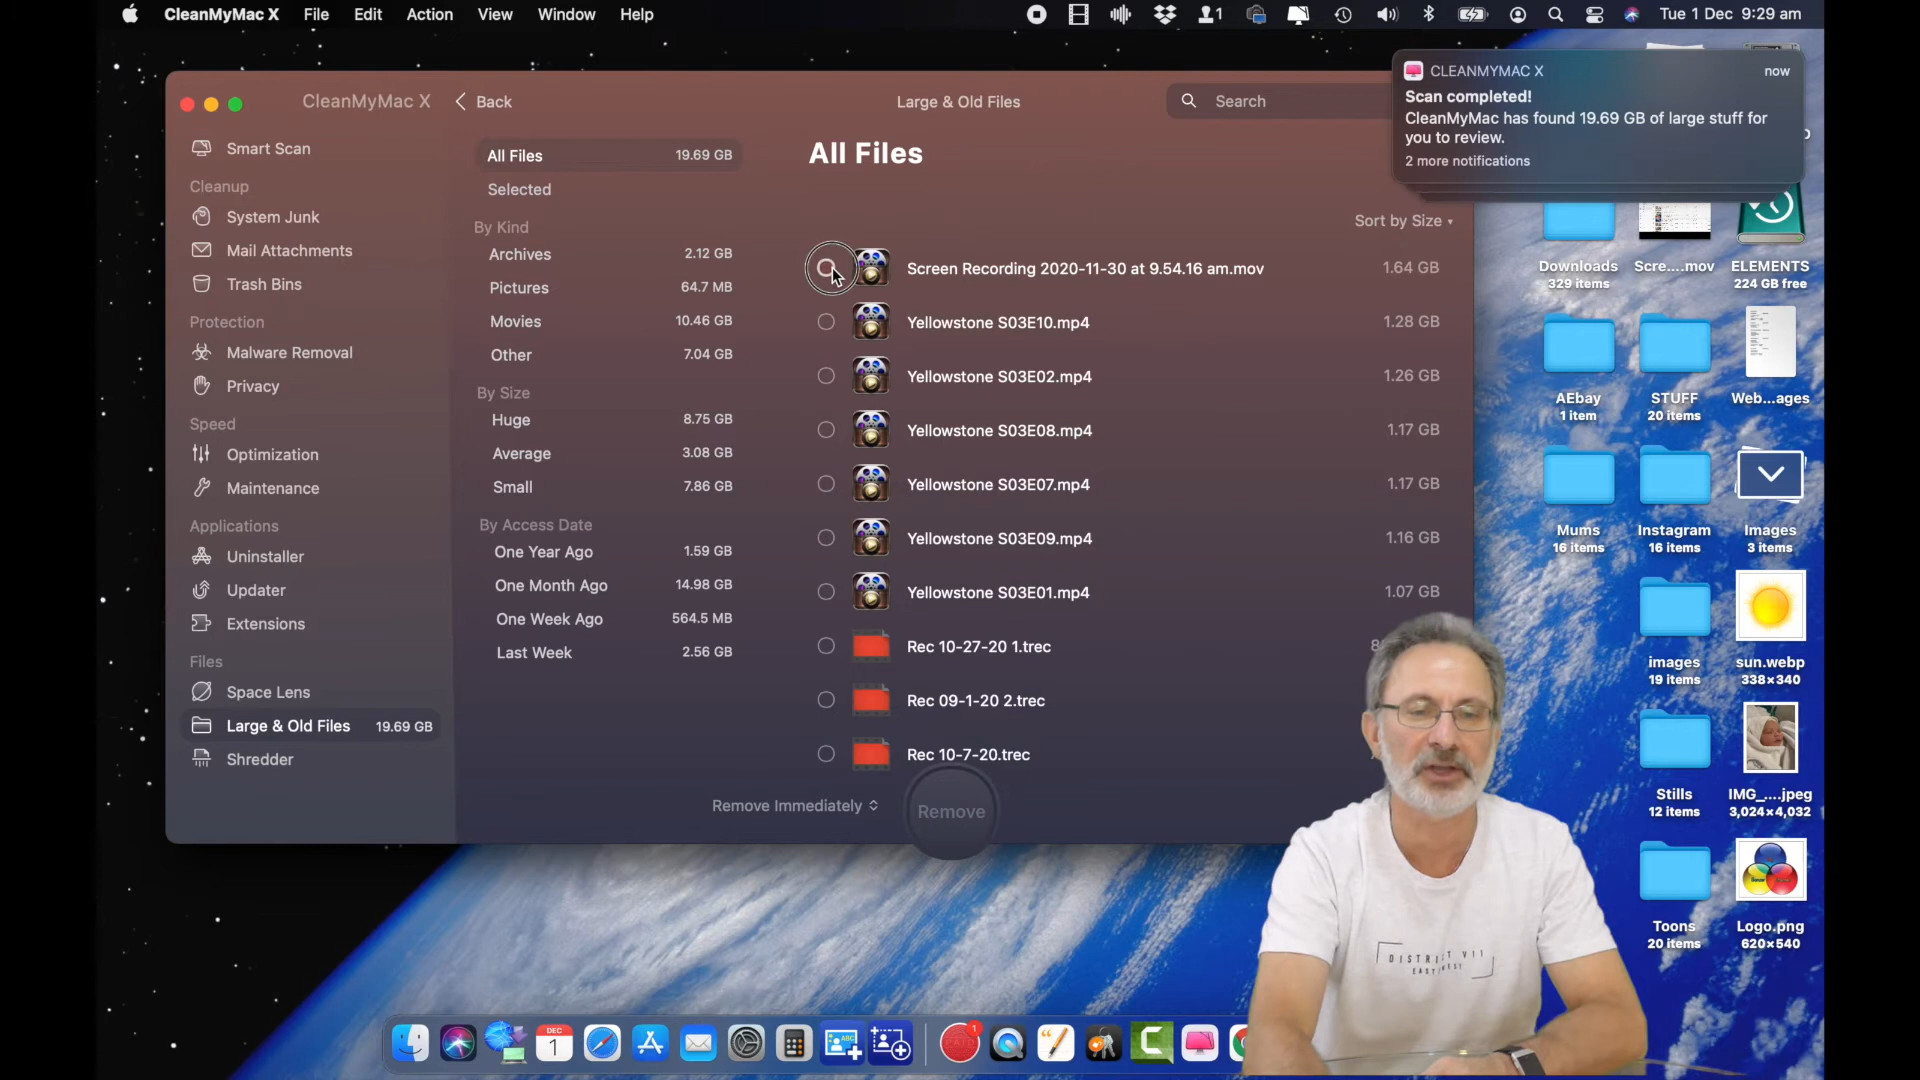 CleanMyMac X File Edit Action View Window Help
1
Tue 1 Dec 9:29 am
CleanMyMac X
Back
Large & Old Files
Search
CLEANMYMAC X
now
Scan completed!
CleanMyMac has found 19.69 GB of large stuff for
you to review.
2 more notifications
Smart Scan
Cleanup
System Junk
Mail Attachments
Trash Bins
Protection
Malware Removal
Privacy
Speed
Optimization
Maintenance
Applications
Uninstaller
Updater
Extensions
Files
Space Lens
Large & Old Files 19.69 GB
Shredder
All Files 19.69 GB
Selected
By Kind
Archives 2.12 GB
Pictures 64.7 MB
Movies 10.46 GB
Other 7.04 GB
By Size
Huge 8.75 GB
Average 3.08 GB
Small 7.86 GB
By Access Date
One Year Ago 1.59 GB
One Month Ago 14.98 GB
One Week Ago 564.5 MB
Last Week 2.56 GB
All Files
Sort by Size
Screen Recording 2020-11-30 at 9.54.16 am.mov 1.64 GB
Yellowstone S03E10.mp4 1.28 GB
Yellowstone S03E02.mp4 1.26 GB
Yellowstone S03E08.mp4 1.17 GB
Yellowstone S03E07.mp4 1.17 GB
Yellowstone S03E09.mp4 1.16 GB
Yellowstone S03E01.mp4 1.07 GB
Rec 10-27-20 1.trec
Rec 09-1-20 2.trec
Rec 10-7-20.trec
Remove Immediately
Remove
Downloads
329 items
Scre....mov
ELEMENTS
224 GB free
AEbay
1 item
STUFF
20 items
Web...ages
Mums
16 items
Instagram
16 items
Images
3 items
images
19 items
sun.webp
338×340
Stills
12 items
IMG_....jpeg
3,024×4,032
Toons
20 items
Logo.png
620×540
DISTRICT VII
DEC
1
ABC
1